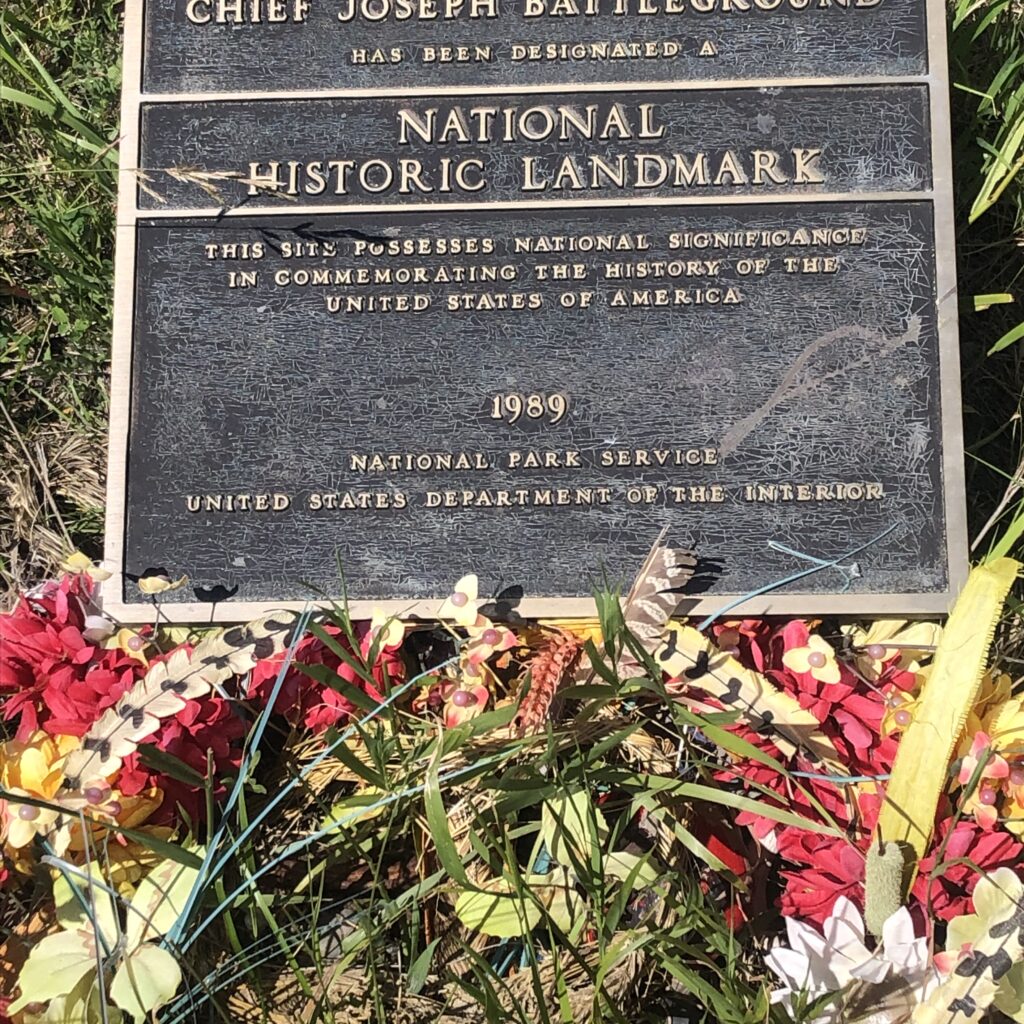 CHIEF JOSEPH BATTLEGROUND
HAS BEEN DESIGNATED A
NATIONAL
HISTORIC LANDMARK
THIS SITE POSSESSES NATIONAL SIGNIFICANCE
IN COMMEMORATING THE HISTORY OF THE
UNITED STATES OF AMERICA
1989
NATIONAL PARK SERVICE
UNITED STATES DEPARTMENT OF THE INTERIOR